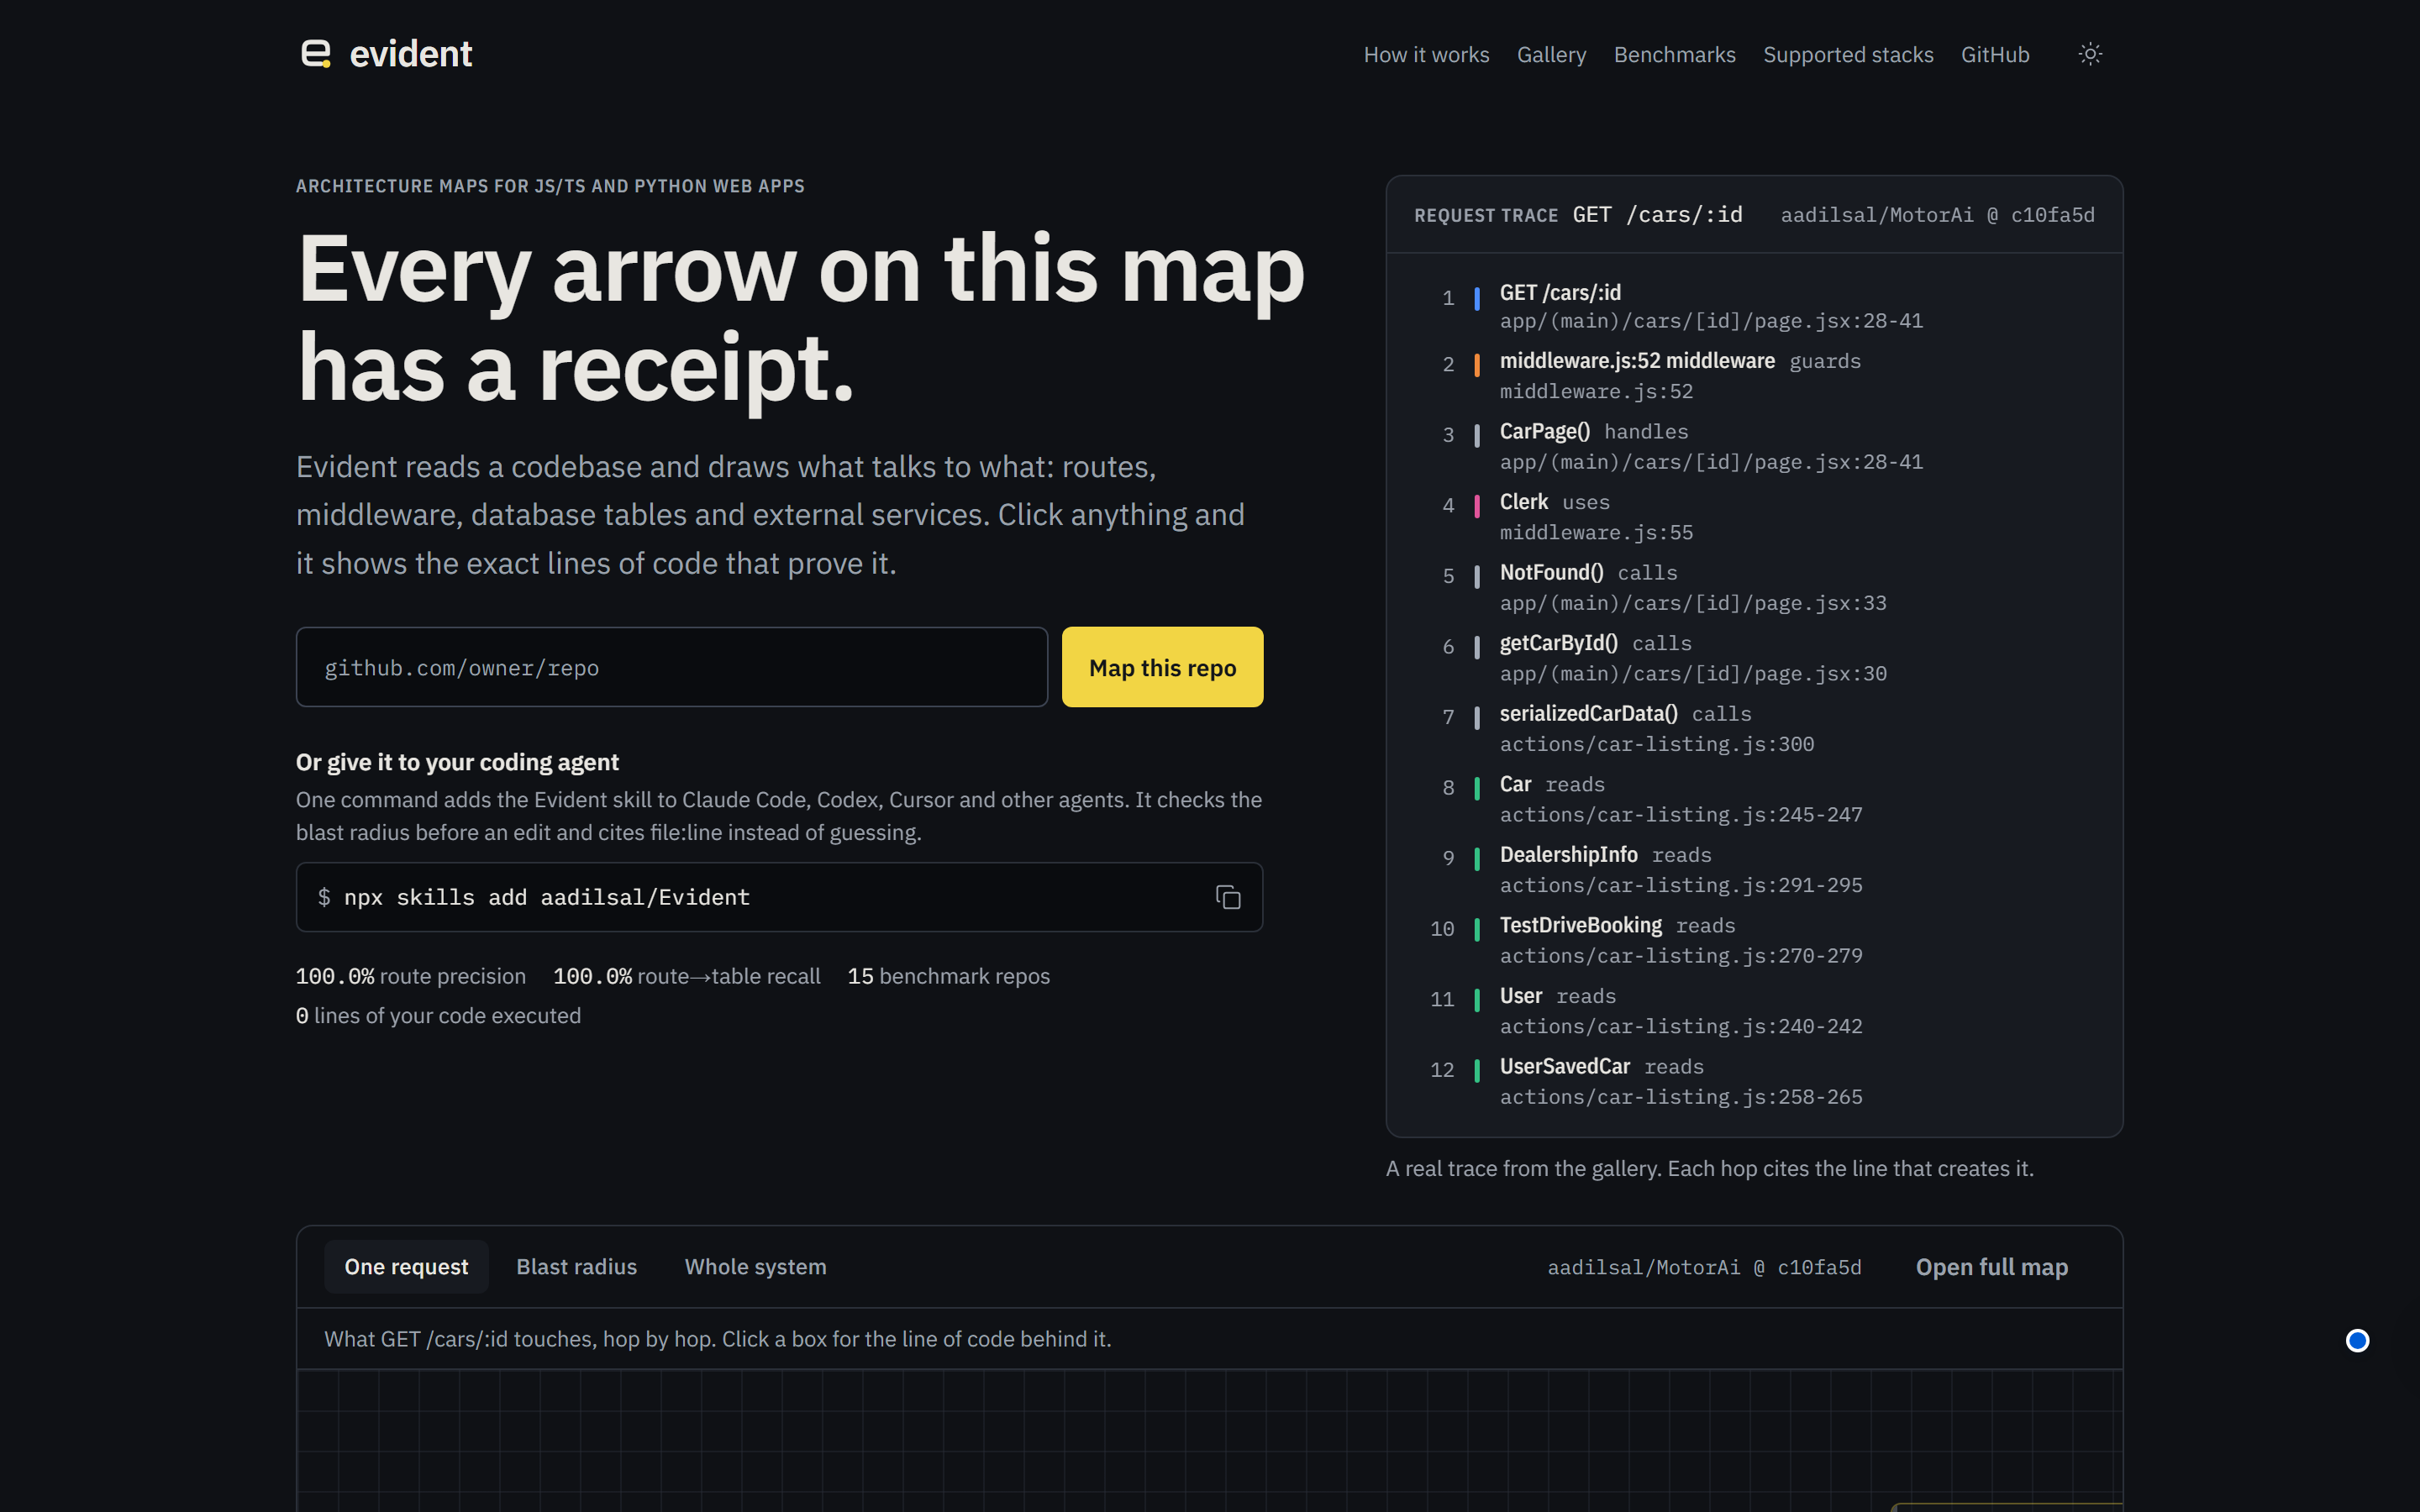 evident
How it works Gallery Benchmarks Supported stacks GitHub
ARCHITECTURE MAPS FOR JS/TS AND PYTHON WEB APPS
Every arrow on this map
has a receipt.
Evident reads a codebase and draws what talks to what: routes,
middleware, database tables and external services. Click anything and
it shows the exact lines of code that prove it.
github.com/owner/repo
Map this repo
Or give it to your coding agent
One command adds the Evident skill to Claude Code, Codex, Cursor and other agents. It checks the
blast radius before an edit and cites file:line instead of guessing.
$ npx skills add aadilsal/Evident
100.0% route precision 100.0% route→table recall 15 benchmark repos
0 lines of your code executed
REQUEST TRACE GET /cars/:id aadilsal/MotorAi @ c10fa5d
1 GET /cars/:id
app/(main)/cars/[id]/page.jsx:28-41
2 middleware.js:52 middleware guards
middleware.js:52
3 CarPage() handles
app/(main)/cars/[id]/page.jsx:28-41
4 Clerk uses
middleware.js:55
5 NotFound() calls
app/(main)/cars/[id]/page.jsx:33
6 getCarById() calls
app/(main)/cars/[id]/page.jsx:30
7 serializedCarData() calls
actions/car-listing.js:300
8 Car reads
actions/car-listing.js:245-247
9 DealershipInfo reads
actions/car-listing.js:291-295
10 TestDriveBooking reads
actions/car-listing.js:270-279
11 User reads
actions/car-listing.js:240-242
12 UserSavedCar reads
actions/car-listing.js:258-265
A real trace from the gallery. Each hop cites the line that creates it.
One request Blast radius Whole system aadilsal/MotorAi @ c10fa5d Open full map
What GET /cars/:id touches, hop by hop. Click a box for the line of code behind it.